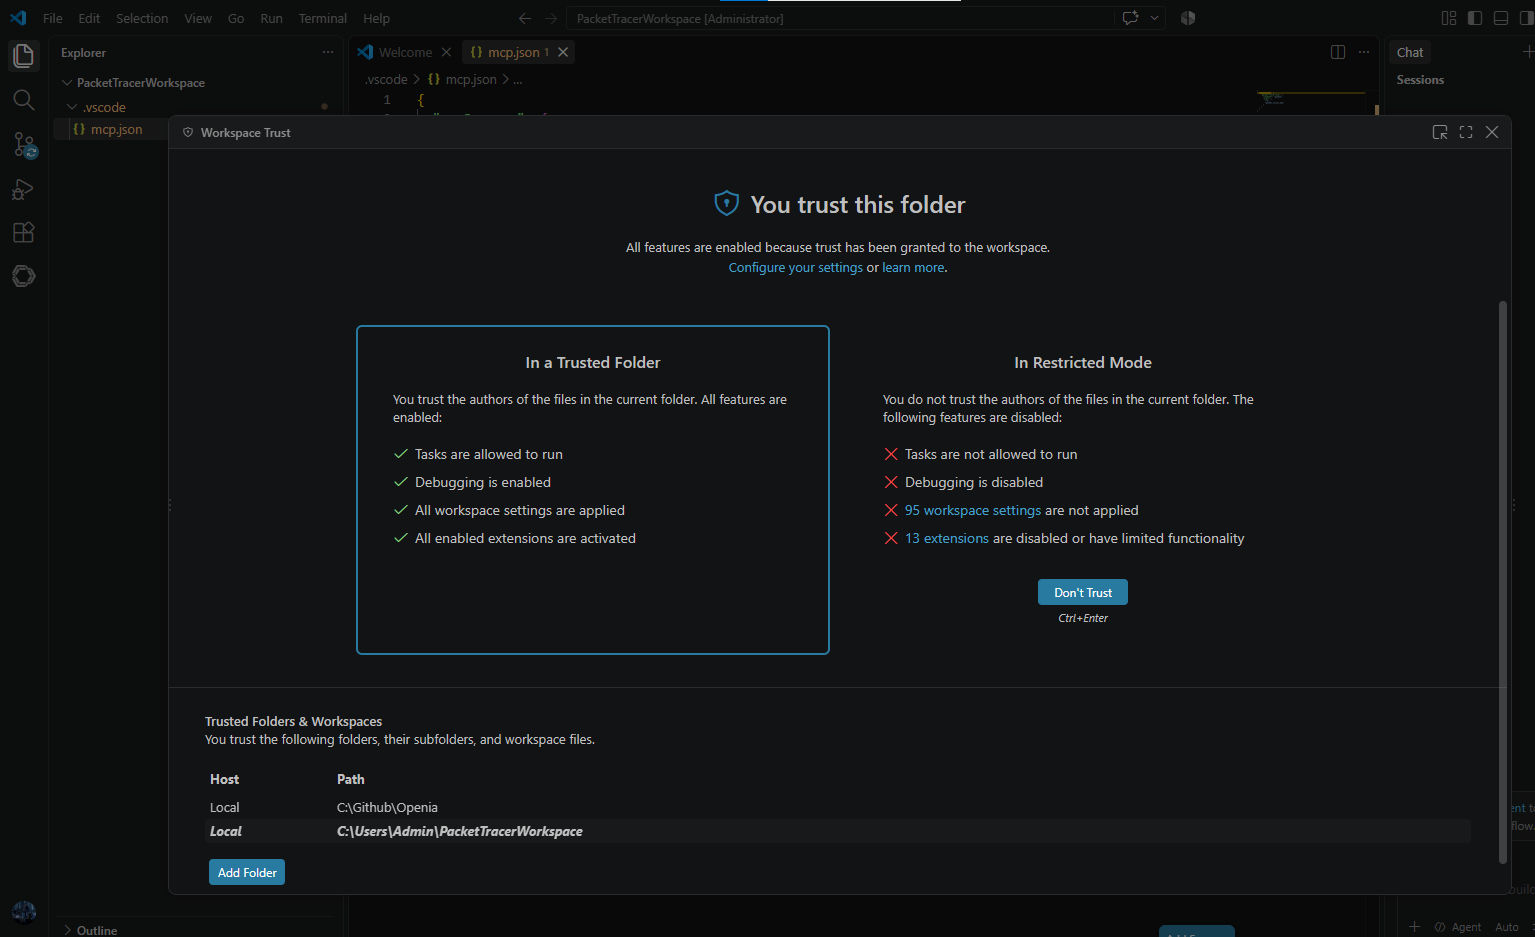 File Edit Selection View Go Run Terminal Help
PacketTracerWorkspace [Administrator]
Explorer
Welcome
{} mcp.json 1
Chat
Sessions
PacketTracerWorkspace
.vscode
{} mcp.json
.vscode > {} mcp.json > ...
1 {
Workspace Trust
You trust this folder
All features are enabled because trust has been granted to the workspace.
Configure your settings or learn more.
In a Trusted Folder
You trust the authors of the files in the current folder. All features are
enabled:
Tasks are allowed to run
Debugging is enabled
All workspace settings are applied
All enabled extensions are activated
In Restricted Mode
You do not trust the authors of the files in the current folder. The
following features are disabled:
Tasks are not allowed to run
Debugging is disabled
95 workspace settings are not applied
13 extensions are disabled or have limited functionality
Don't Trust
Ctrl+Enter
Trusted Folders & Workspaces
You trust the following folders, their subfolders, and workspace files.
Host Path
Local C:\Github\Openia
Local C:\Users\Admin\PacketTracerWorkspace
Add Folder
Outline
Agent Auto